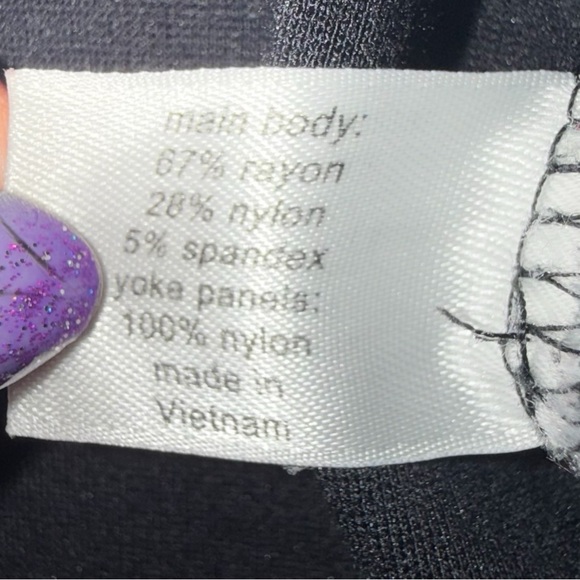 main body:
67% rayon
28% nylon
5% spandex
yoke panels:
100% nylon
made in
Vietnam